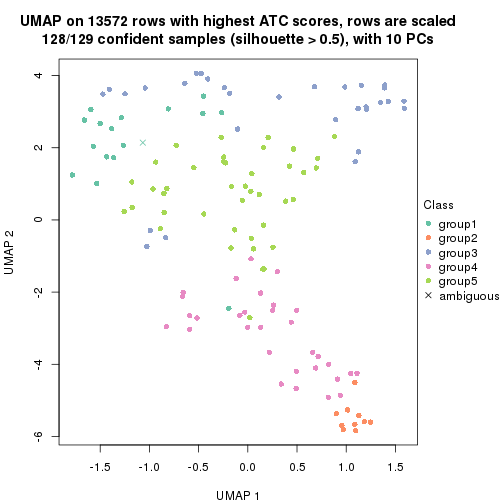 UMAP on 13572 rows with highest ATC scores, rows are scaled
128/129 confident samples (silhouette > 0.5), with 10 PCs
4
2
0
-2
-4
-6
UMAP 2
-1.5
-1.0
-0.5
0.0
0.5
1.0
1.5
UMAP 1
Class
group1
group2
group3
group4
group5
ambiguous